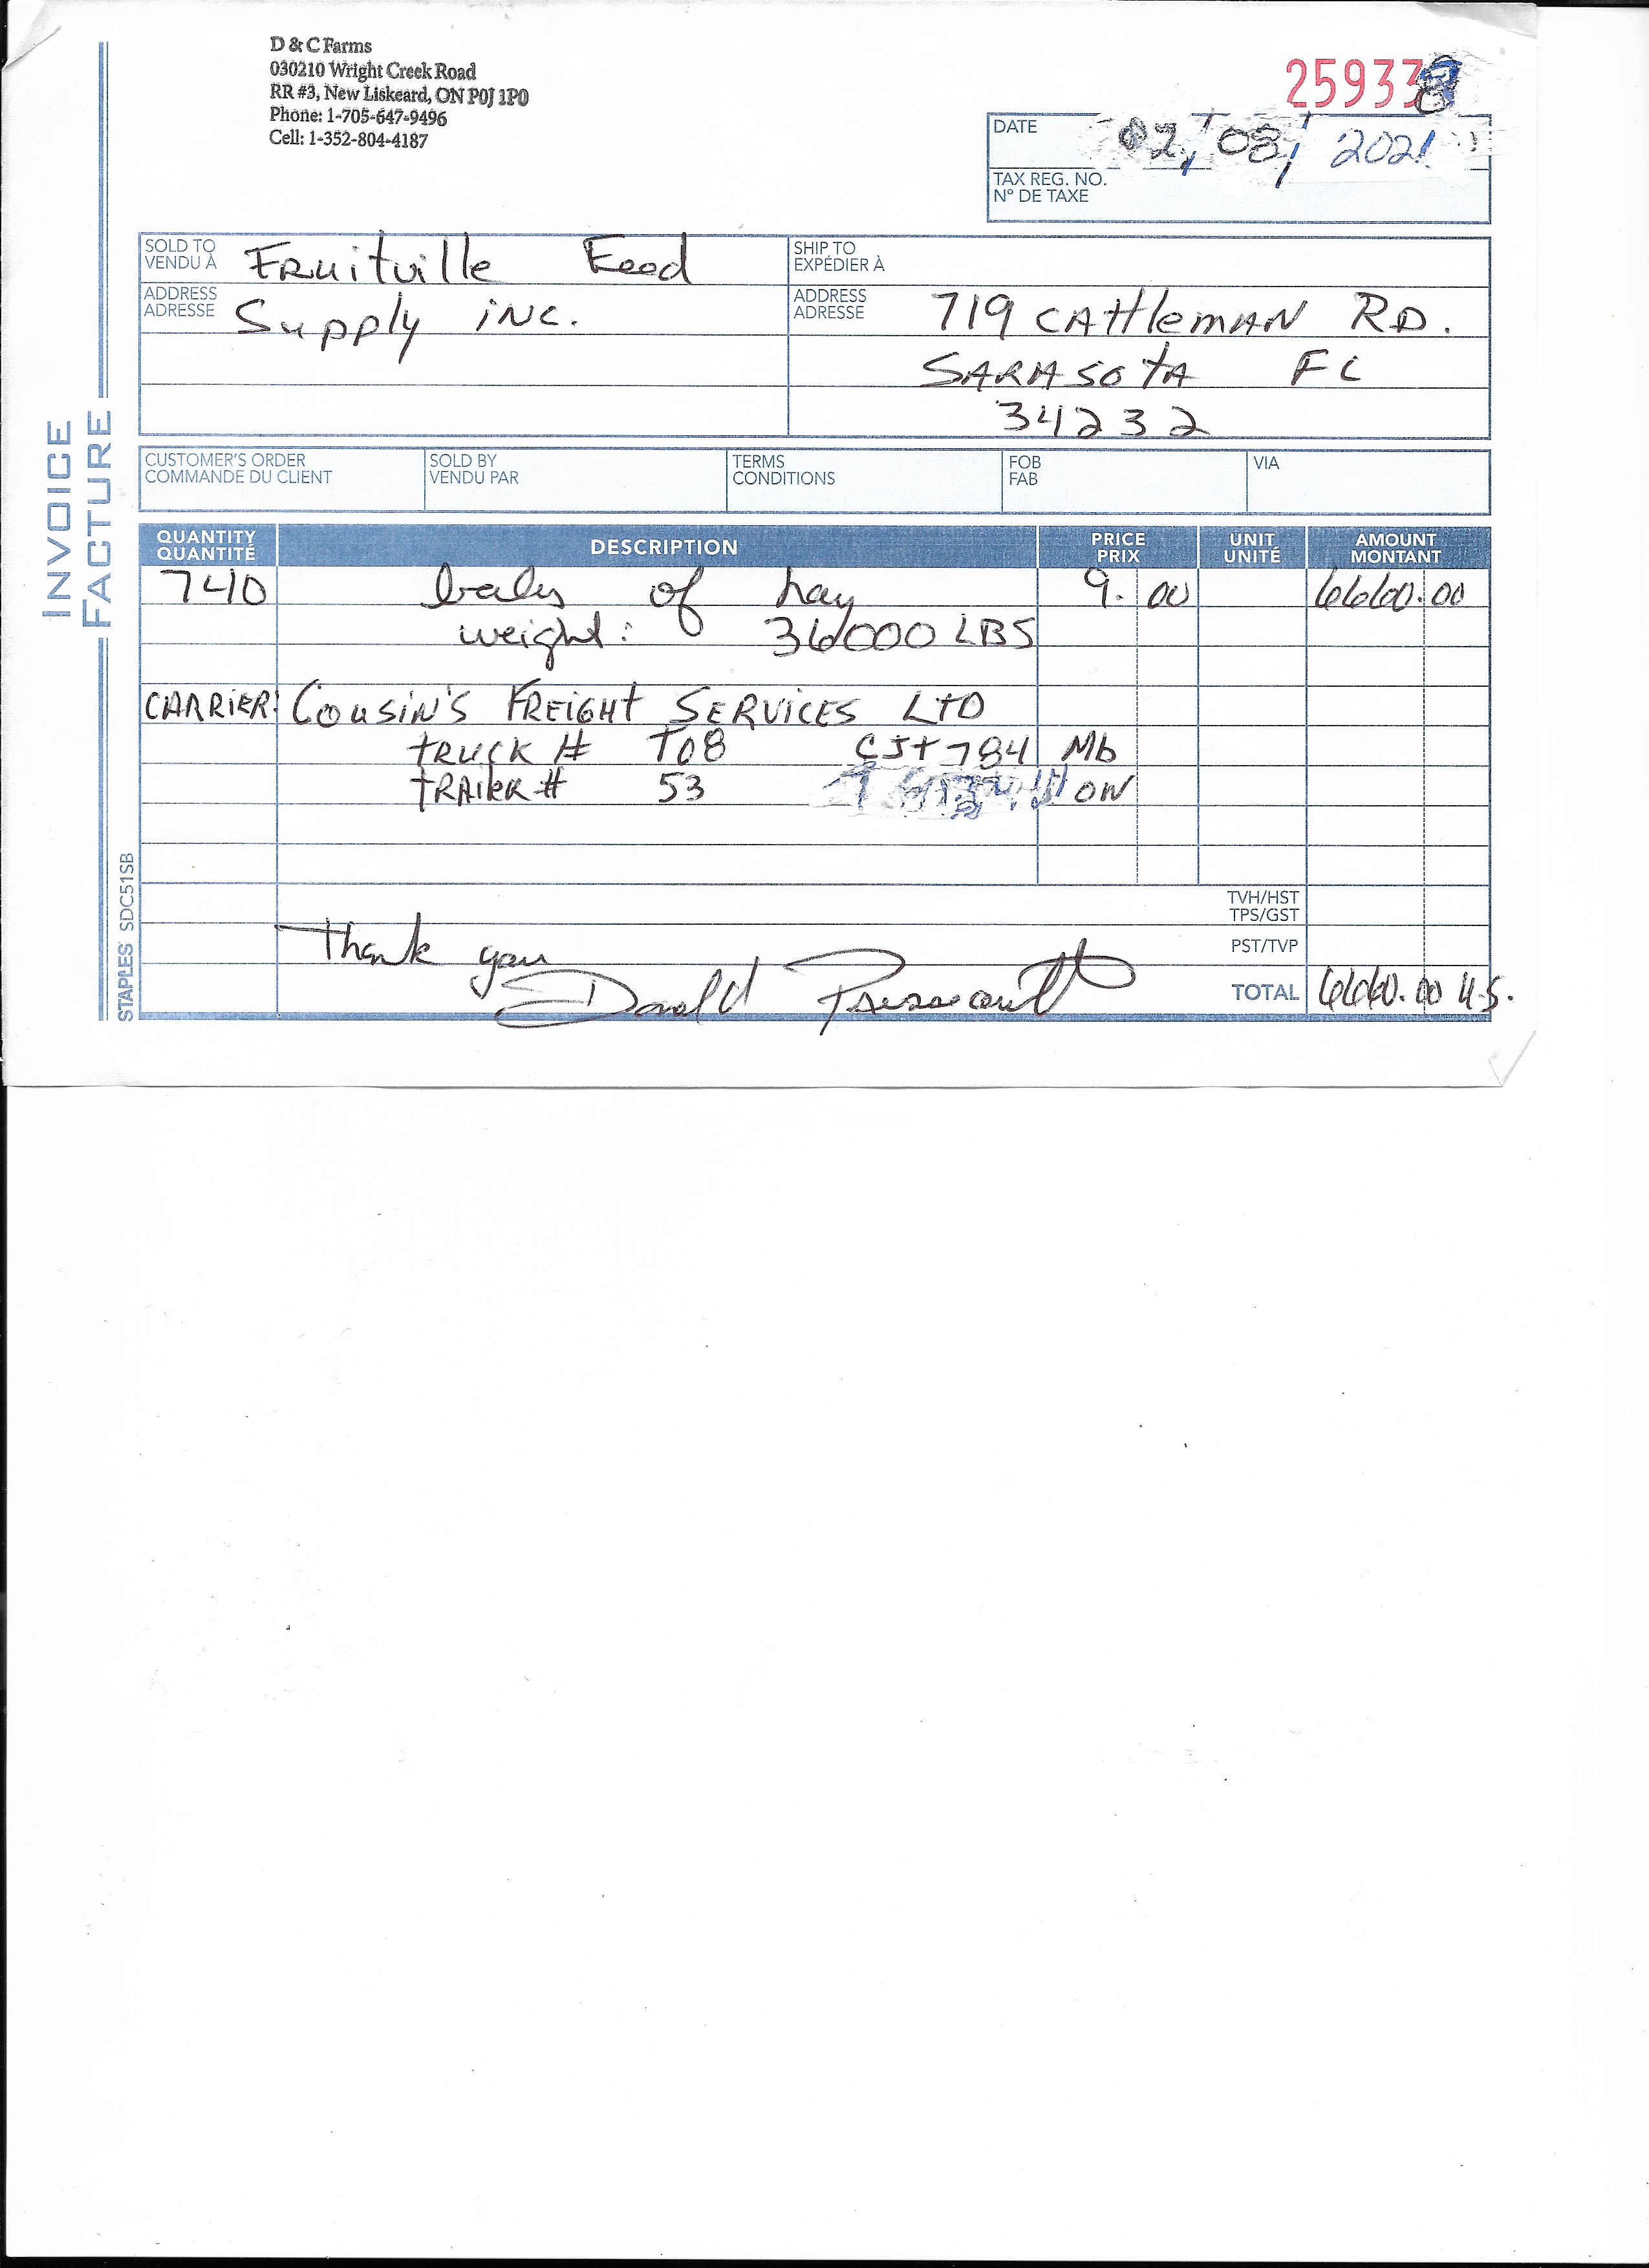 D & C Farms
030210 Wright Creek Road
RR #3, New Liskeard, ON P0J 1P0
Phone: 1-705-647-9496
Cell: 1-352-804-4187
25933
DATE 02, 08, 2021
TAX REG. NO.
N° DE TAXE
INVOICE
FACTURE
SOLD TO
VENDU À
Fruitville Feed
ADDRESS
ADRESSE
Supply inc.
SHIP TO
EXPÉDIER À
ADDRESS
ADRESSE
719 CAttlemAN RD.
SARASOtA FL
34232
CUSTOMER'S ORDER
COMMANDE DU CLIENT
SOLD BY
VENDU PAR
TERMS
CONDITIONS
FOB
FAB
VIA
QUANTITY
QUANTITÉ
DESCRIPTION
PRICE
PRIX
UNIT
UNITÉ
AMOUNT
MONTANT
740 bales of hay 9.00 6660.00
weight: 36000 LBS
CARRIER: COUSIN'S FREIGHT SERVICES LTD
TRUCK # T08 CJt784 Mb
tRAILER # 53 ON
TVH/HST
TPS/GST
PST/TVP
Thank you
Donald
TOTAL 6660.00 U.S.
STAPLES SDC51SB